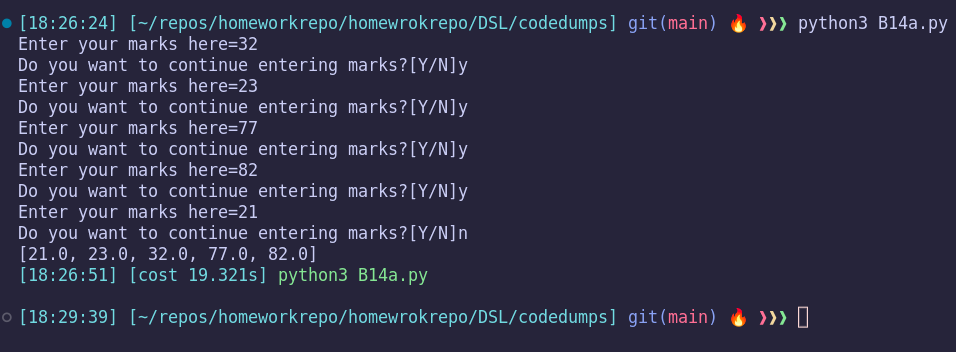 [18:26:24] [~/repos/homeworkrepo/homewrokrepo/DSL/codedumps] git(main) 🔥 ❯❯❯ python3 B14a.py
Enter your marks here=32
Do you want to continue entering marks?[Y/N]y
Enter your marks here=23
Do you want to continue entering marks?[Y/N]y
Enter your marks here=77
Do you want to continue entering marks?[Y/N]y
Enter your marks here=82
Do you want to continue entering marks?[Y/N]y
Enter your marks here=21
Do you want to continue entering marks?[Y/N]n
[21.0, 23.0, 32.0, 77.0, 82.0]
[18:26:51] [cost 19.321s] python3 B14a.py
[18:29:39] [~/repos/homeworkrepo/homewrokrepo/DSL/codedumps] git(main) 🔥 ❯❯❯